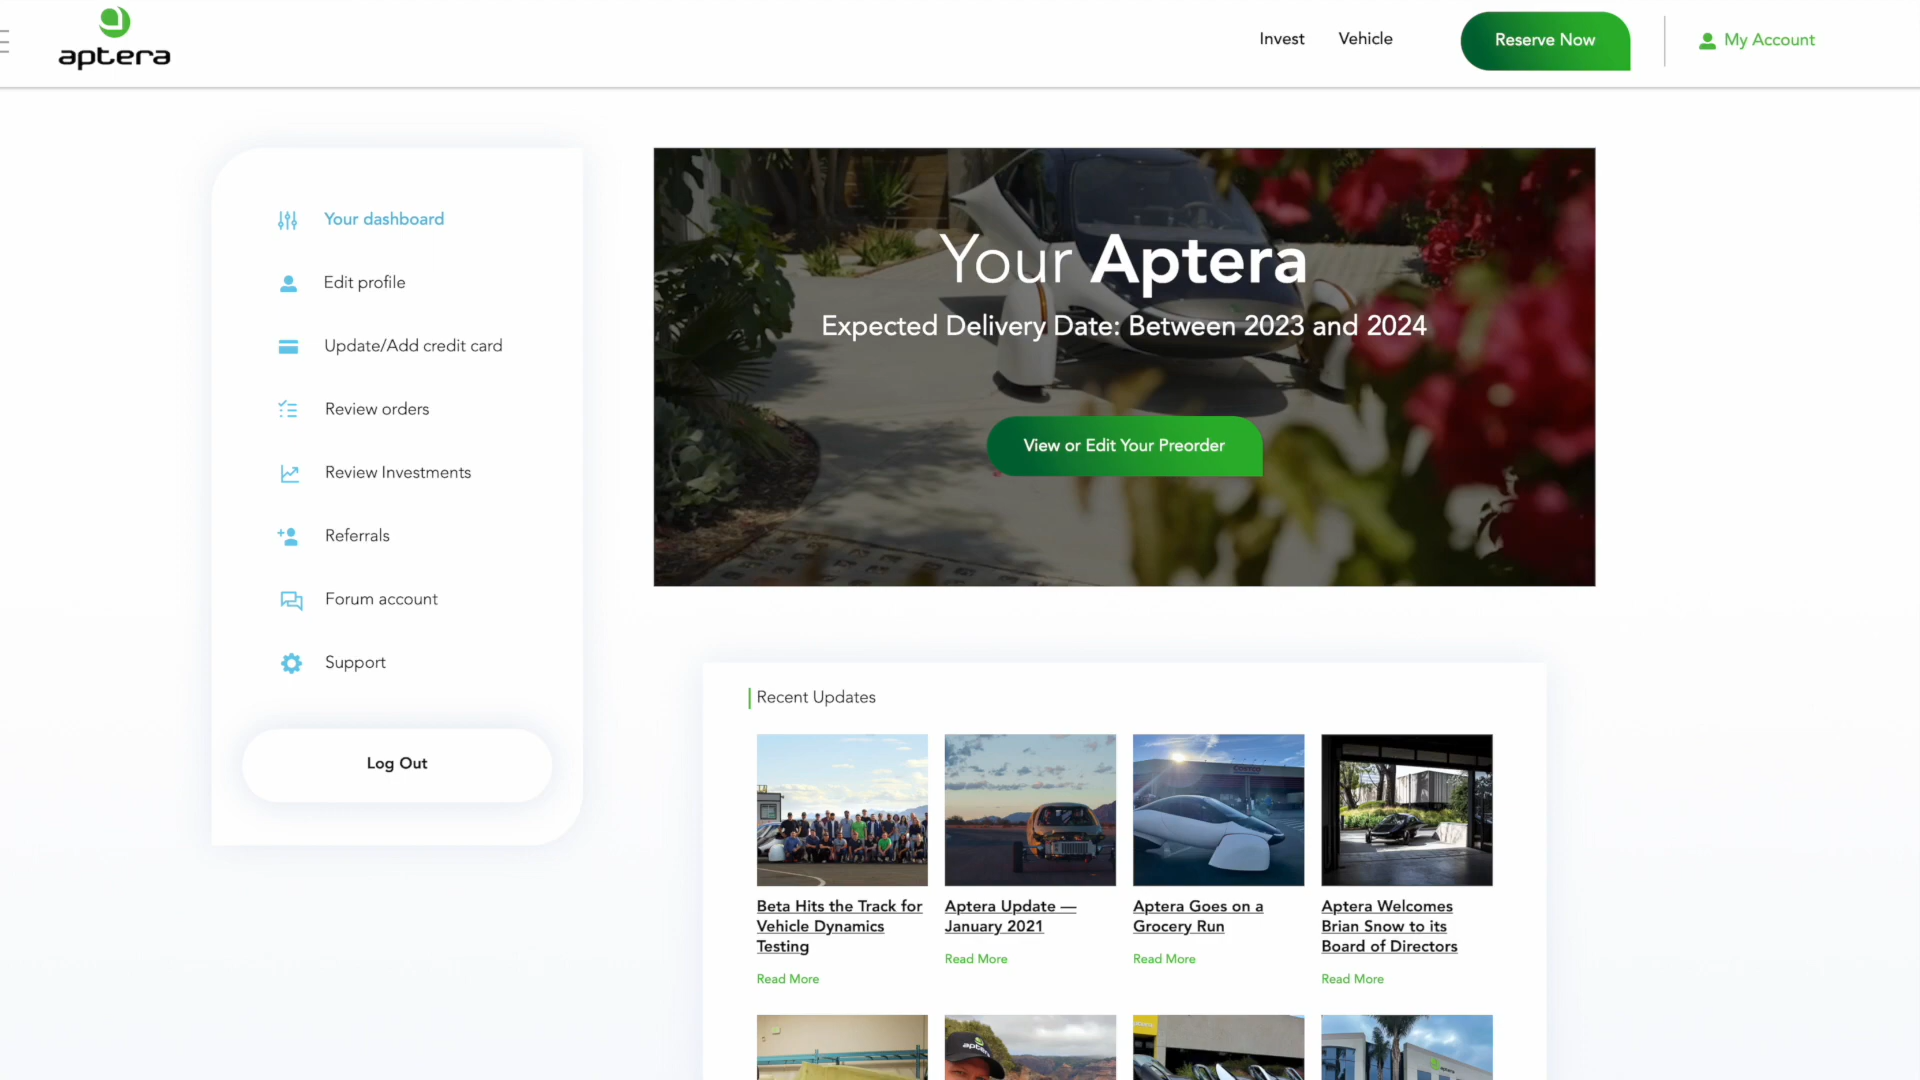 aptera
Invest
Vehicle
Reserve Now
My Account
Your dashboard
Edit profile
Update/Add credit card
Review orders
Review Investments
Referrals
Forum account
Support
Log Out
Your Aptera
Expected Delivery Date: Between 2023 and 2024
View or Edit Your Preorder
Recent Updates
Beta Hits the Track for
Vehicle Dynamics
Testing
Read More
Aptera Update —
January 2021
Read More
Aptera Goes on a
Grocery Run
Read More
Aptera Welcomes
Brian Snow to its
Board of Directors
Read More
aptera